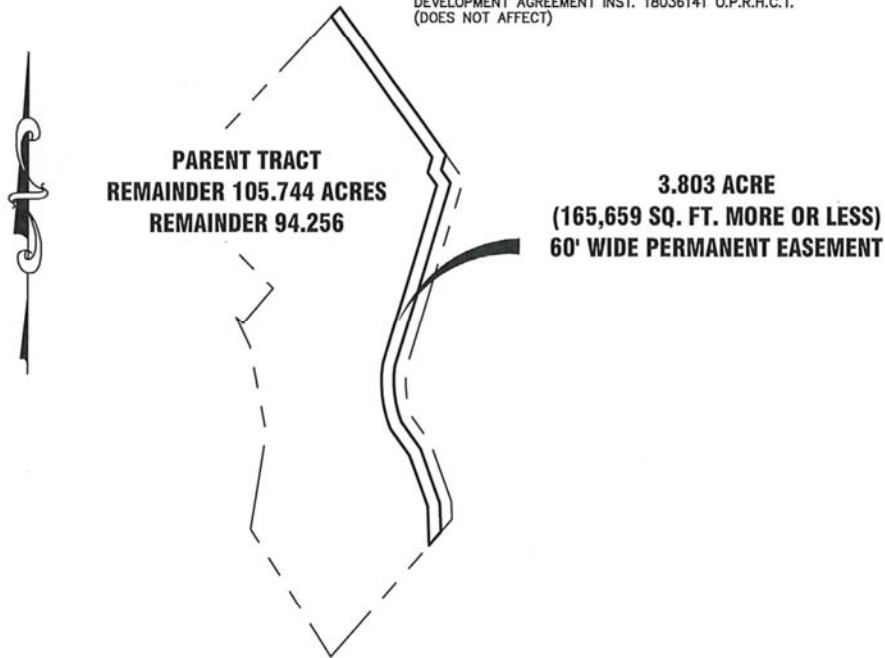 DEVELOPMENT AGREEMENT INST. 18036141 O.P.R.H.C.T.
(DOES NOT AFFECT)
PARENT TRACT
REMAINDER 105.744 ACRES
REMAINDER 94.256
3.803 ACRE
(165,659 SQ. FT. MORE OR LESS)
60' WIDE PERMANENT EASEMENT